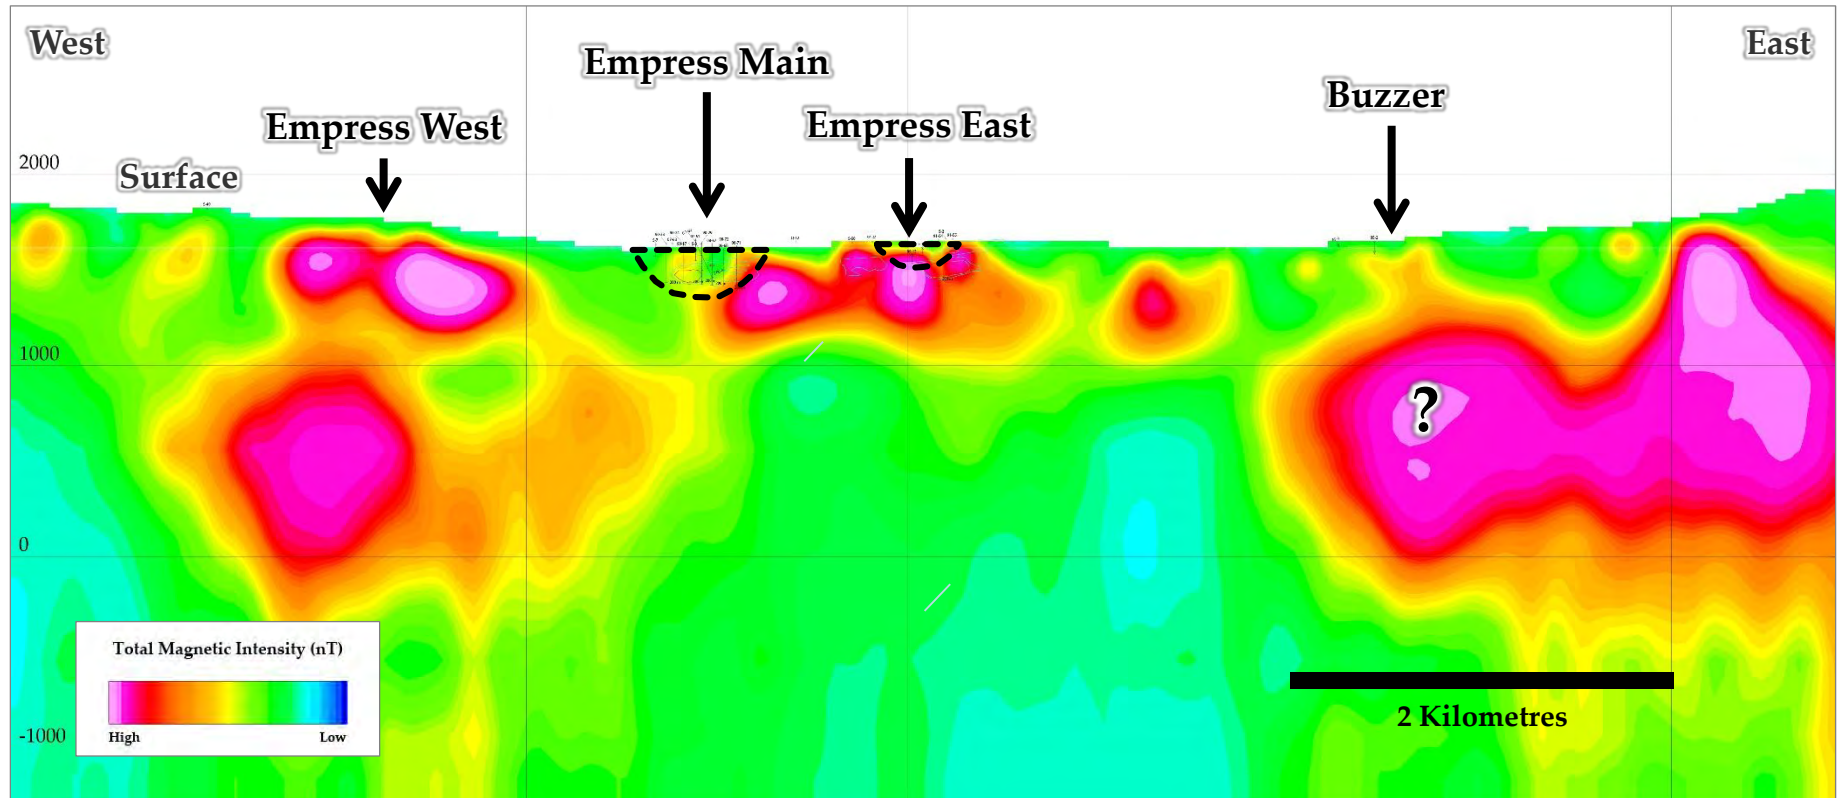 West
East
Empress Main
Buzzer
Empress West
Empress East
2000
Surface
1000
?
0
Total Magnetic Intensity (nT)
High
Low
2 Kilometres
-1000